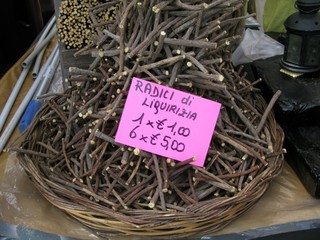 RADICI di
LIQUIRIZIA
1 x € 1,00
6 x € 5,00